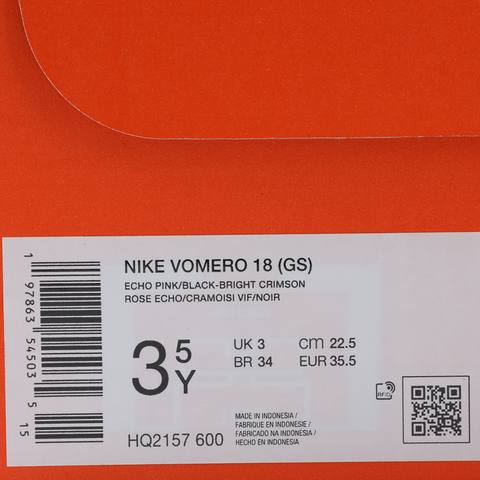 NIKE VOMERO 18 (GS)
ECHO PINK/BLACK-BRIGHT CRIMSON
ROSE ECHO/CRAMOISI VIF/NOIR
3 5 Y
UK 3 cm 22.5
BR 34 EUR 35.5
HQ2157 600
MADE IN INDONESIA /
FABRIQUE EN INDONESIE /
FABRICADO NA INDONÉSIA /
HECHO EN INDONESIA
RFID
1 97863 54503 5 15